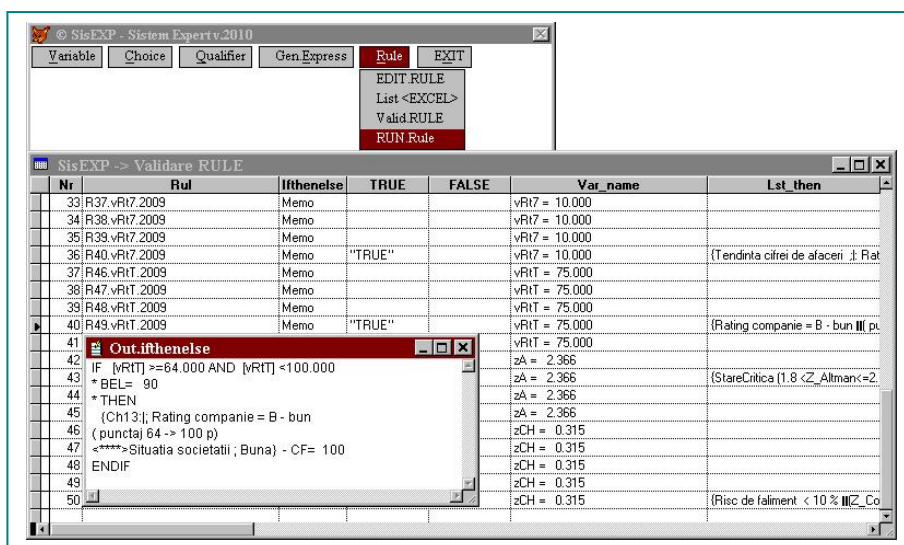 © SisEXP - Sistem Expert v.2010
Variable Choice Qualifier Gen.Express Rule EXIT
EDIT.RULE
List <EXCEL>
Valid.RULE
RUN.Rule
SisEXP -> Validare RULE
Nr Rul Ifthenelse TRUE FALSE Var_name Lst_then
33 R37.vRt7.2009 Memo vRt7 = 10.000
34 R38.vRt7.2009 Memo vRt7 = 10.000
35 R39.vRt7.2009 Memo vRt7 = 10.000
36 R40.vRt7.2009 Memo "TRUE" vRt7 = 10.000 {Tendinta cifrei de afaceri ;|: Rat
37 R46.vRtT.2009 Memo vRtT = 75.000
38 R47.vRtT.2009 Memo vRtT = 75.000
39 R48.vRtT.2009 Memo vRtT = 75.000
40 R49.vRtT.2009 Memo "TRUE" vRtT = 75.000 {Rating companie = B - bun ||( pu
41 vRtT = 75.000
42 zA = 2.366
43 zA = 2.366 {StareCritica (1.8 <Z_Altman<=2.
44 zA = 2.366
45 zA = 2.366
46 zCH = 0.315
47 zCH = 0.315
48 zCH = 0.315
49 zCH = 0.315
50 zCH = 0.315 {Risc de faliment < 10 % ||(Z_Co
Out.ifthenelse
IF [vRtT] >=64.000 AND [vRtT] <100.000
* BEL= 90
* THEN
{Ch13:|; Rating companie = B - bun
( punctaj 64 -> 100 p)
<****>Situatia societatii ; Buna} - CF= 100
ENDIF